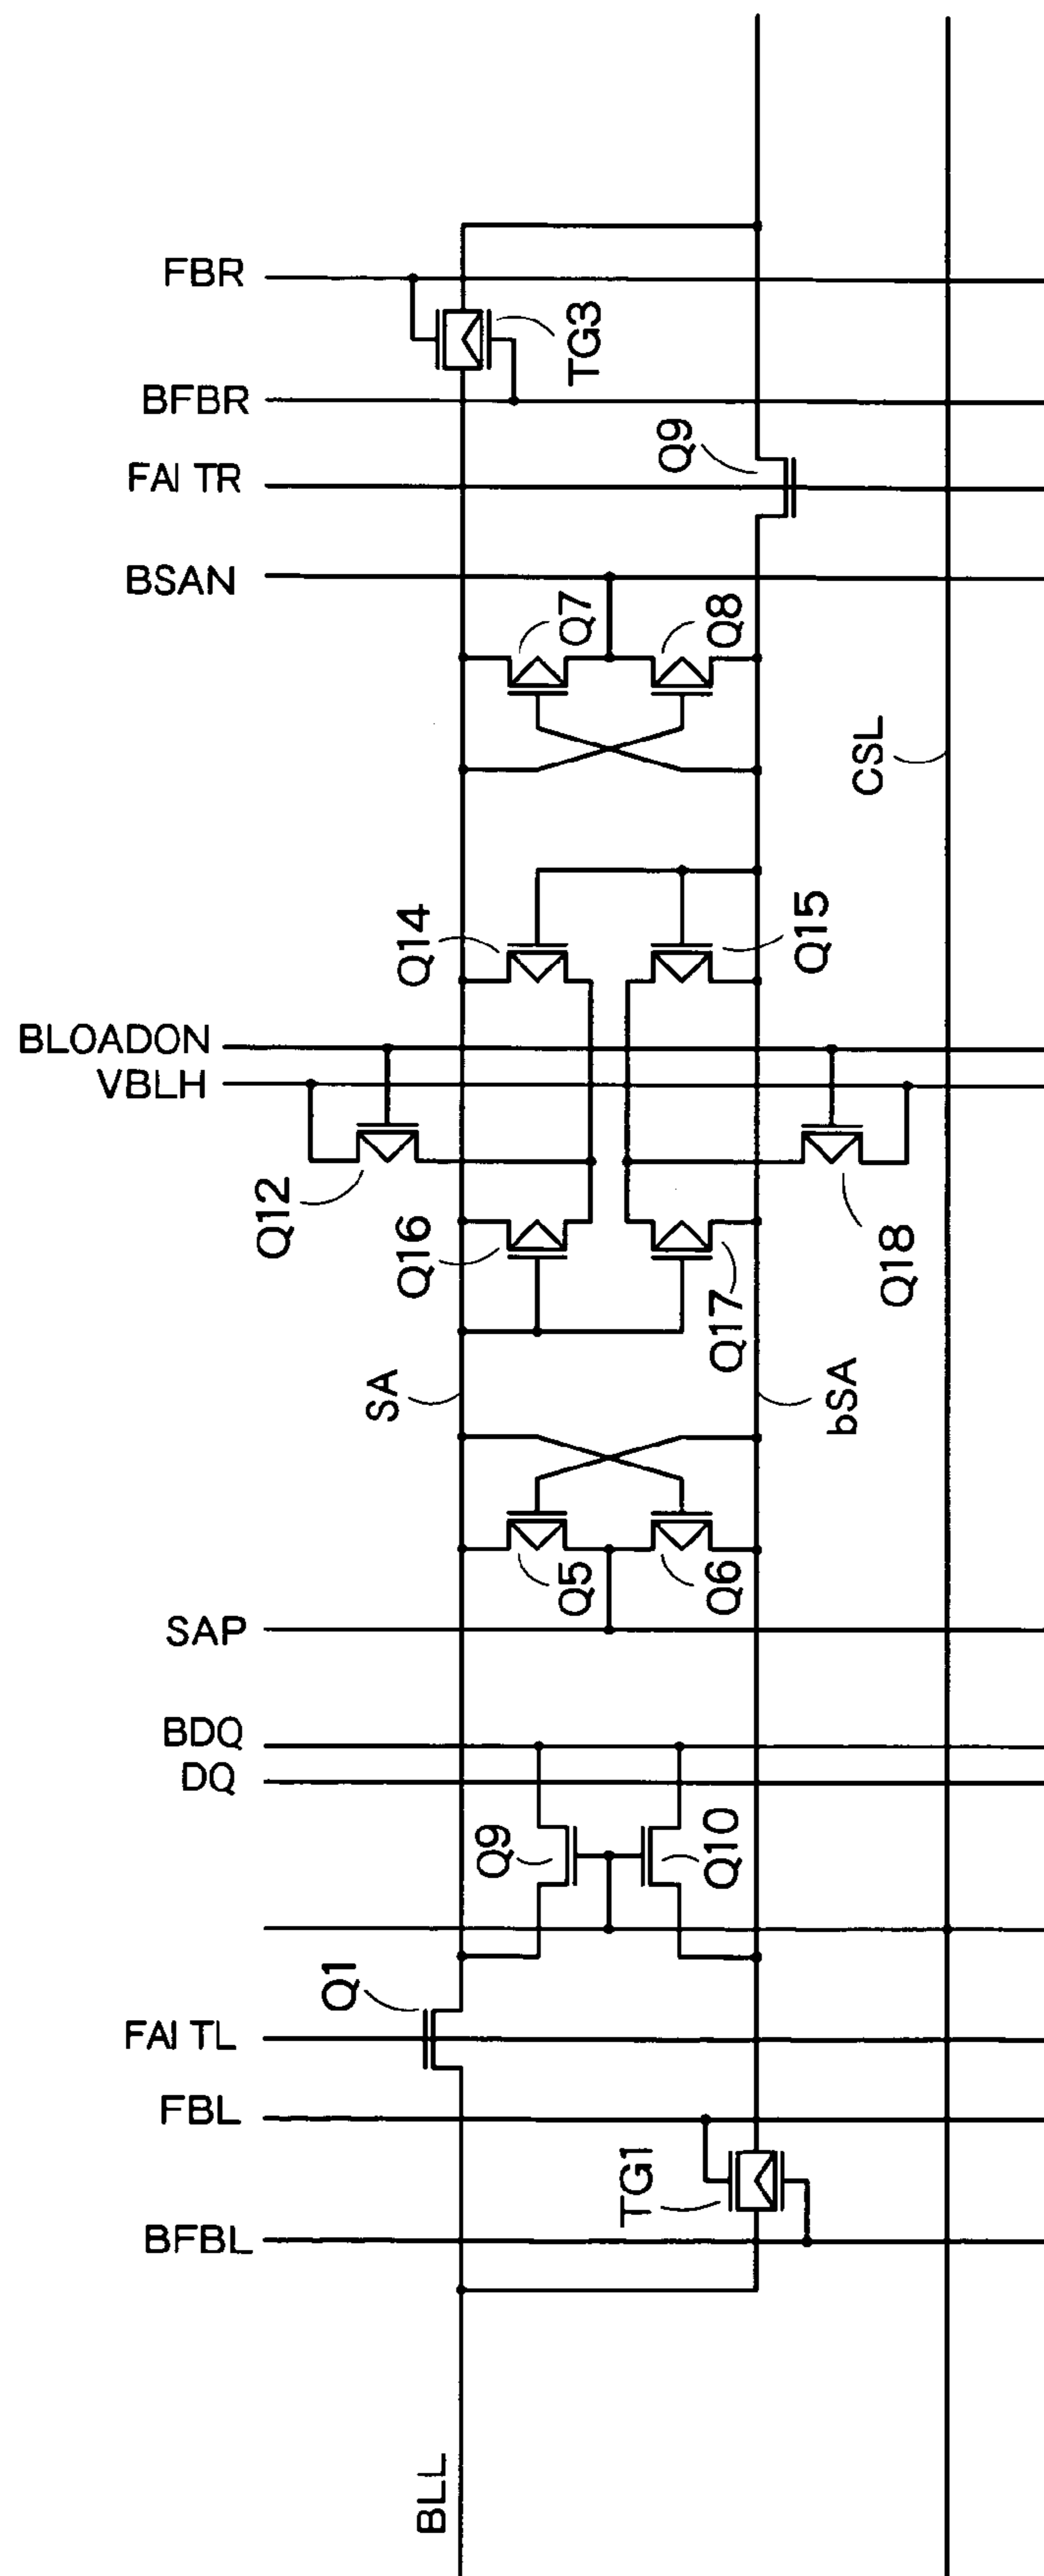 FBR
TG3
BFBR
Q9
FAI TR
BSAN
Q7
Q8
CSL
Q14
Q15
BLOADON
VBLH
Q12
Q16
Q17
Q18
SA
bSA
Q5
Q6
SAP
BDQ
DQ
Q9
Q10
Q1
FAI TL
FBL
TG1
BFBL
BLL